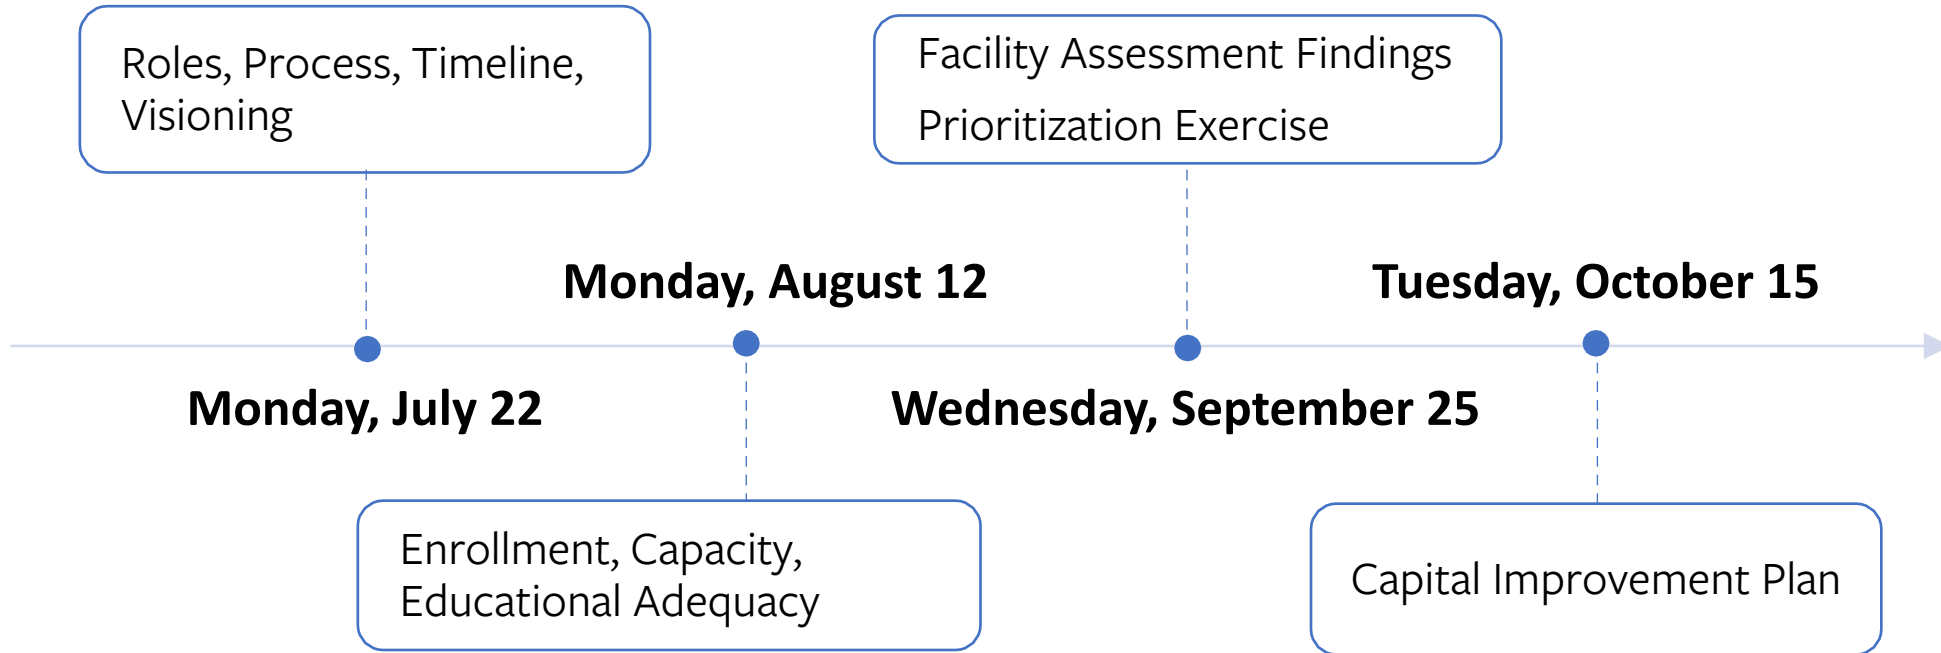 Roles, Process, Timeline,
Visioning
Facility Assessment Findings
Prioritization Exercise
Monday, August 12
Tuesday, October 15
Monday, July 22
Wednesday, September 25
Enrollment, Capacity,
Educational Adequacy
Capital Improvement Plan